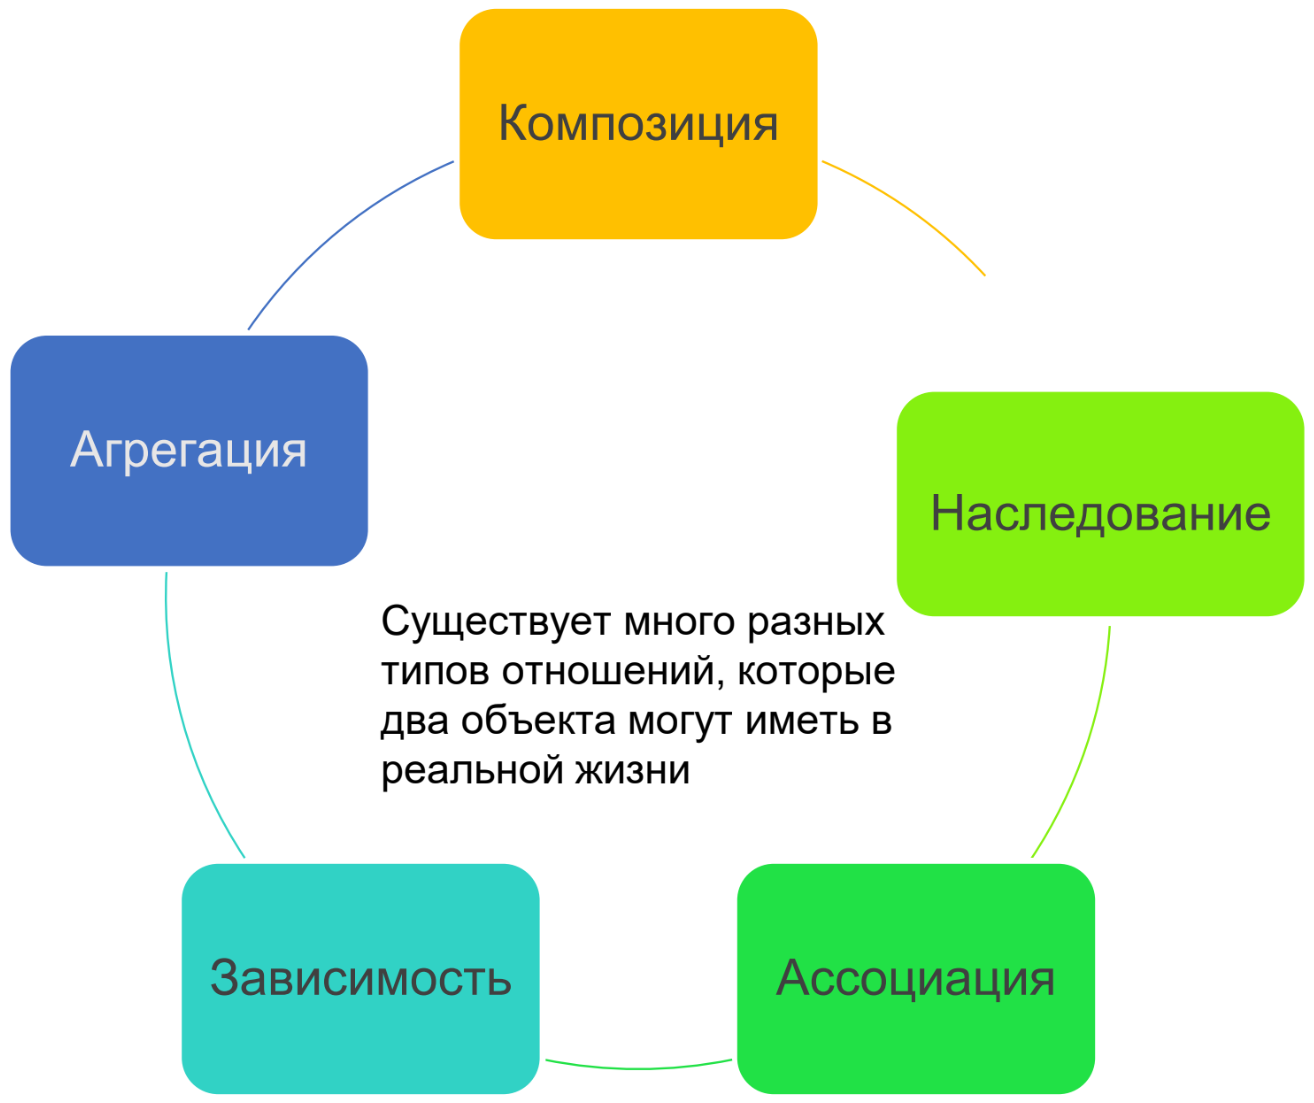 Композиция
Агрегация
Наследование
Существует много разных
типов отношений, которые
два объекта могут иметь в
реальной жизни
Зависимость
Ассоциация